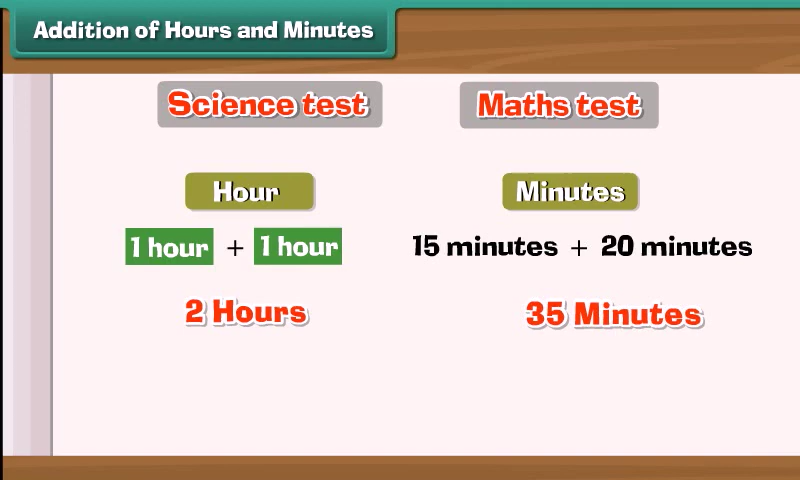 Addition of Hours and Minutes
Science test
Maths test
Hour
Minutes
1 hour + 1 hour
15 minutes + 20 minutes
2 Hours
35 Minutes